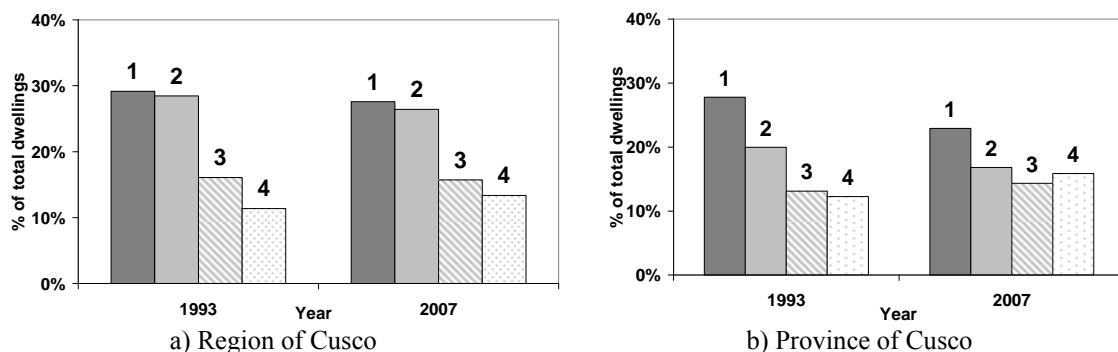 40%
30%
20%
10%
0%
% of total dwellings
1 2 3 4
1 2 3 4
1993 Year 2007
a) Region of Cusco
40%
30%
20%
10%
0%
% of total dwellings
1 2 3 4
1 2 3 4
1993 Year 2007
b) Province of Cusco